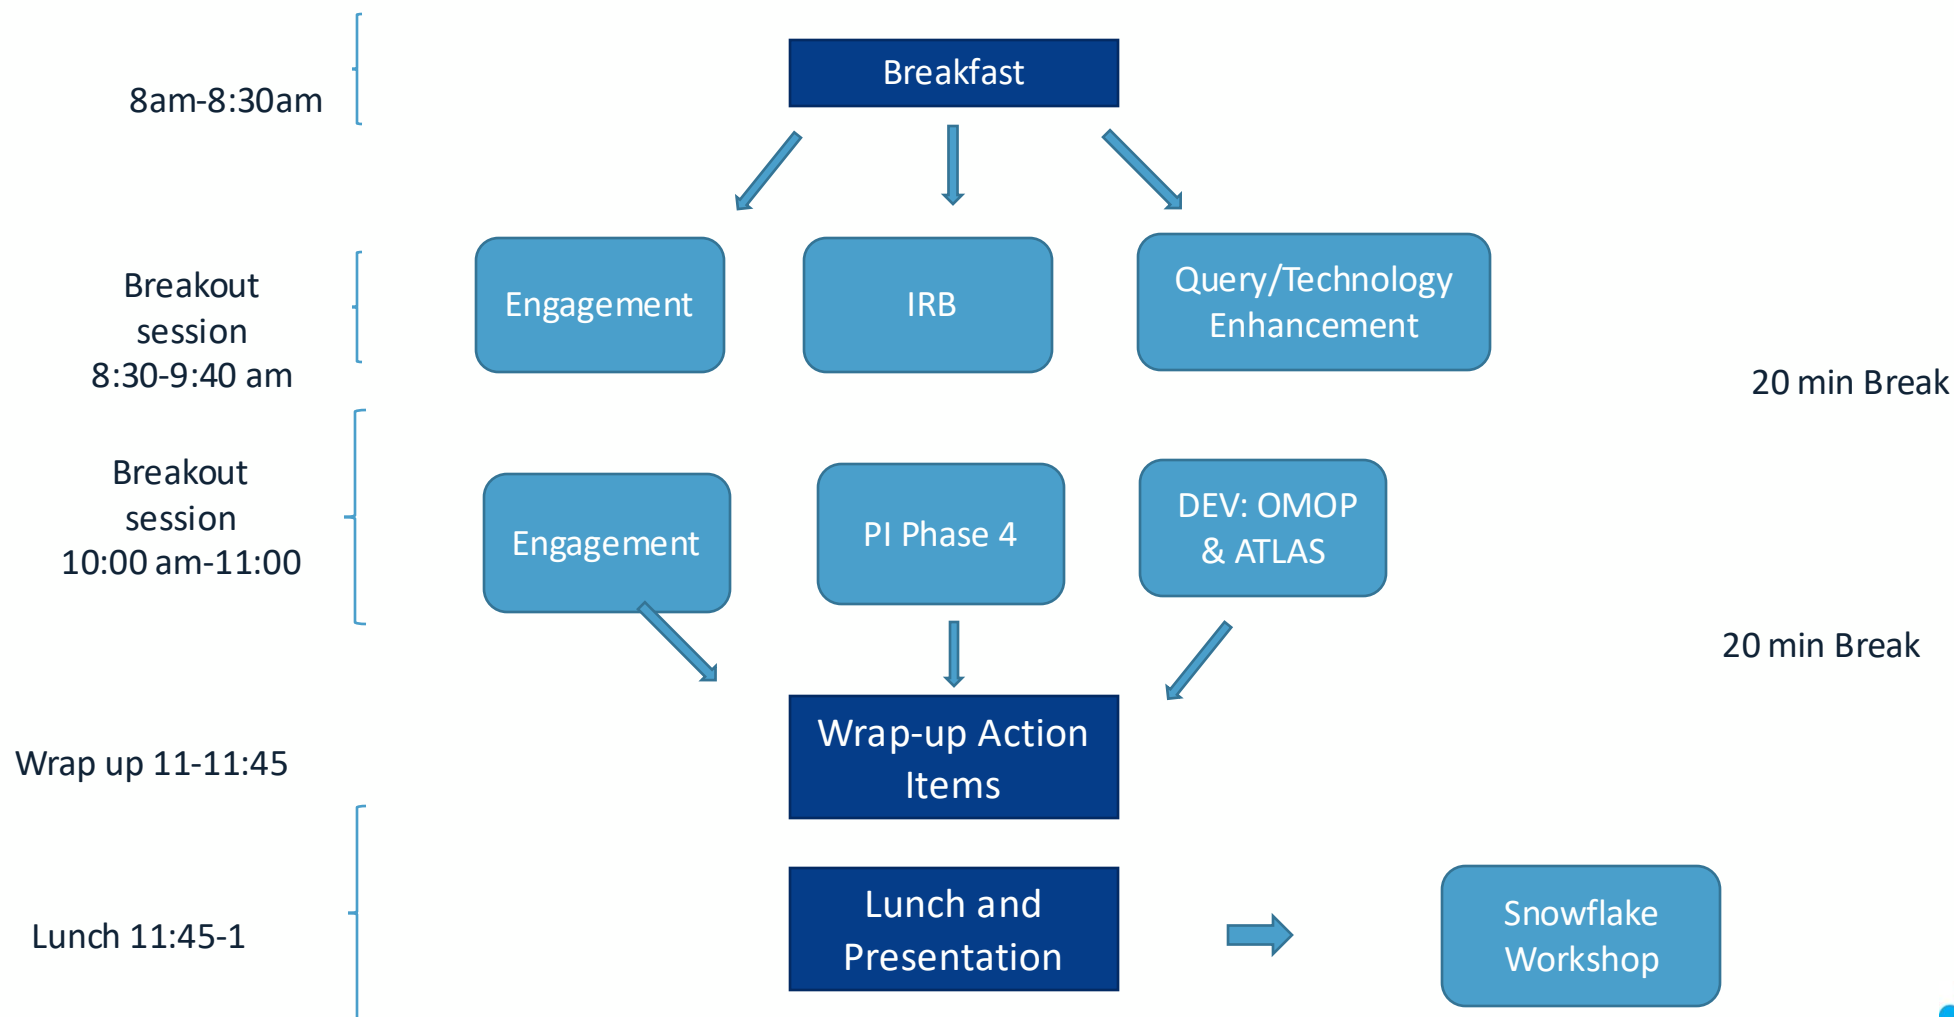 Breakfast
8am-8:30am
Breakout
session
8:30-9:40 am
Engagement
IRB
Query/Technology
Enhancement
20 min Break
Breakout
session
10:00 am-11:00
Engagement
PI Phase 4
DEV: OMOP
& ATLAS
20 min Break
Wrap up 11-11:45
Wrap-up Action
Items
Lunch 11:45-1
Lunch and
Presentation
Snowflake
Workshop